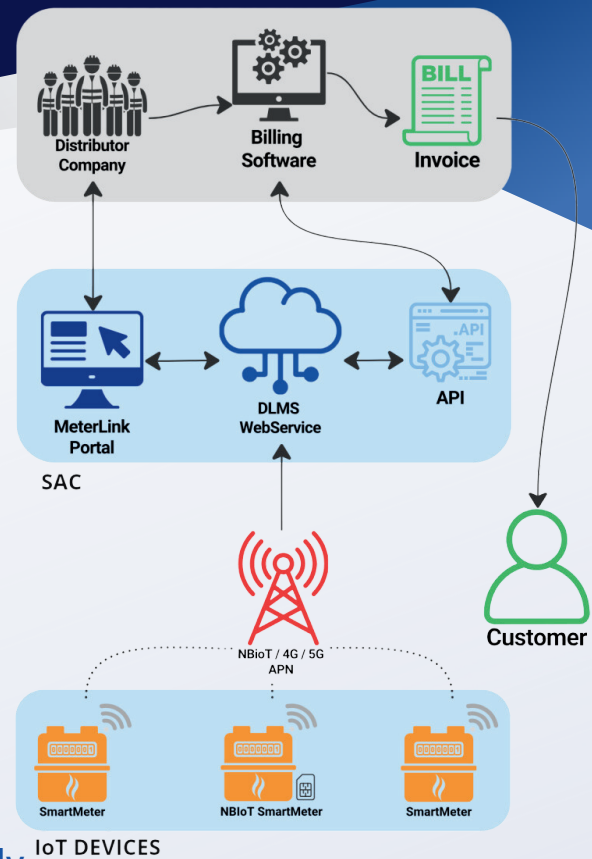 Distributor
Company
Billing
Software
BILL
Invoice
MeterLink
Portal
DLMS
WebService
.API
API
SAC
Customer
NBioT / 4G / 5G
APN
SmartMeter
NBIoT SmartMeter
SmartMeter
IoT DEVICES